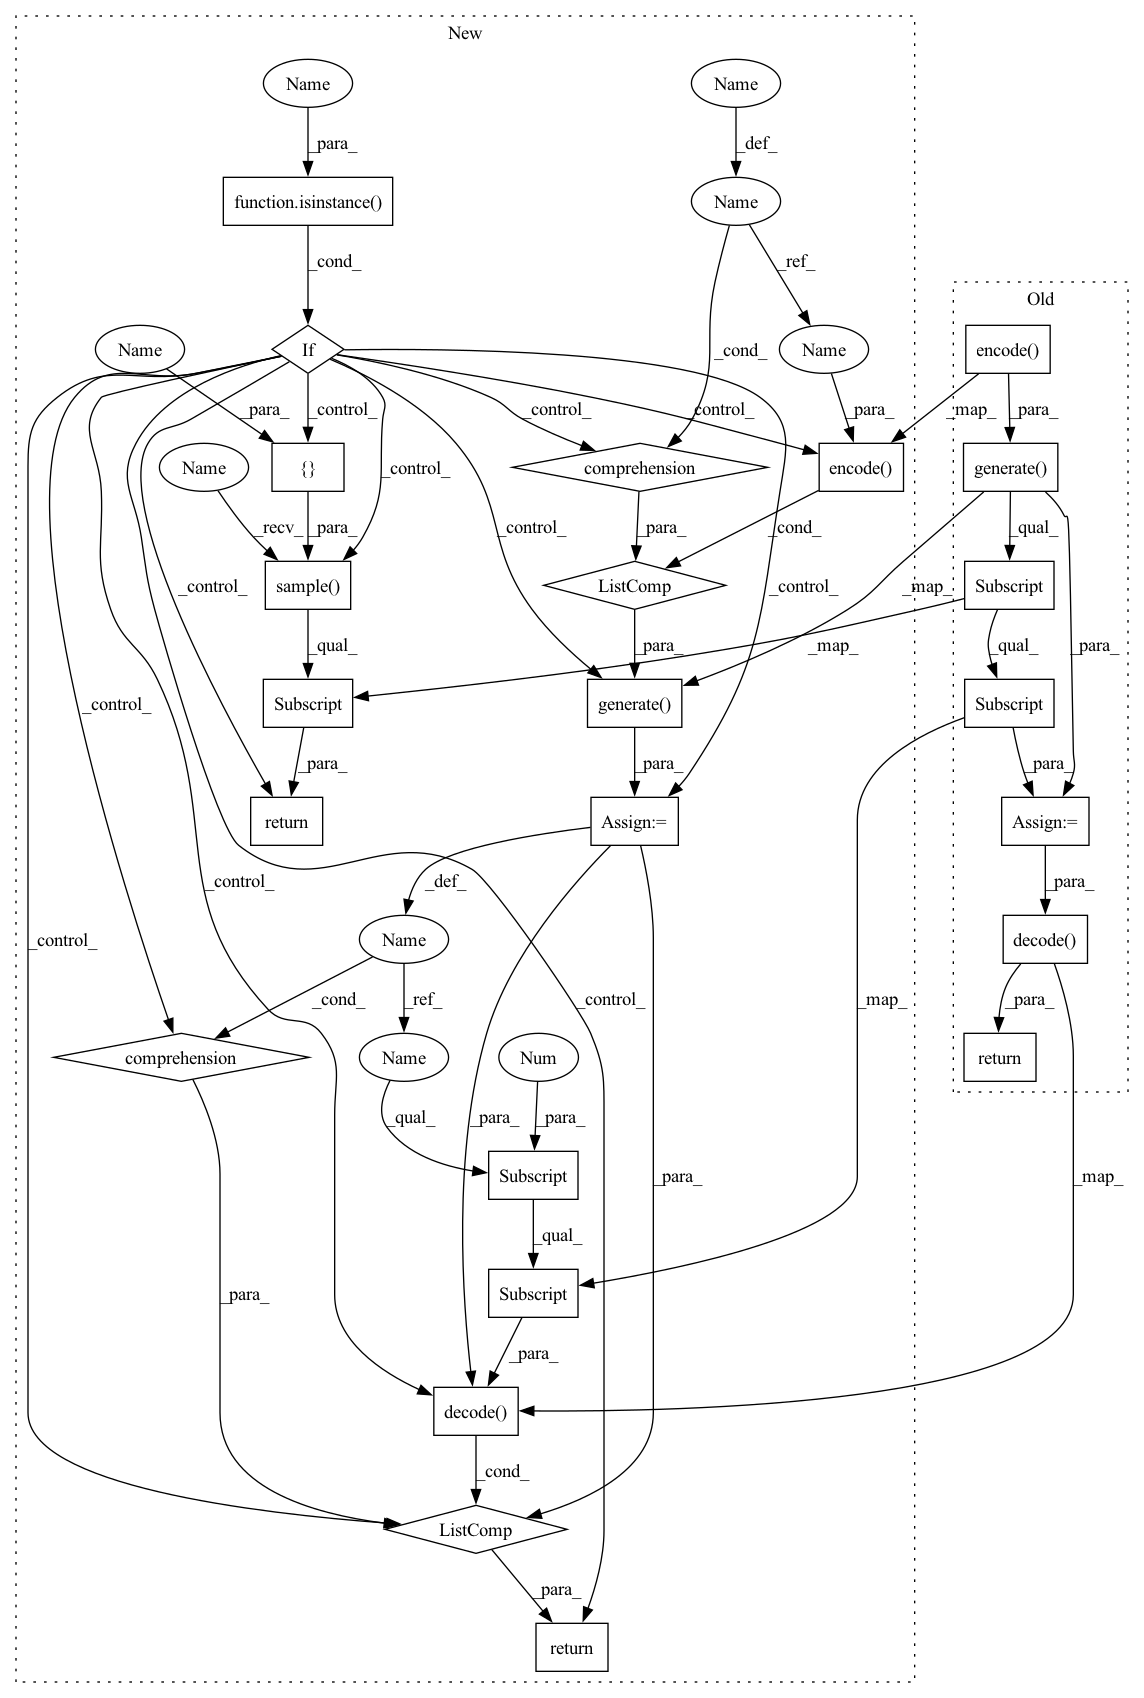 New
Name
Name
_para_
_def_
function.isinstance()
Name
_cond_
_ref_
Old
Name
If
Name
encode()
_cond_
_para_
_control_
_control_
_control_
_para_
_map_
_para_
Name
{}
_control_
comprehension
encode()
generate()
_recv_
_para_
_control_
_para_
_cond_
_qual_
sample()
ListComp
_control_
_control_
_map_
Subscript
_qual_
_para_
_map_
_qual_
_para_
_control_
Subscript
generate()
Subscript
_para_
_para_
_para_
return
Assign:=
Assign:=
_control_
_def_
_para_
_control_
Name
decode()
_cond_
_ref_
_control_
_map_
_para_
comprehension
Name
Num
return
_qual_
_para_
_para_
Subscript
_para_
_map_
_qual_
_para_
Subscript
_para_
decode()
_cond_
ListComp
_para_
return